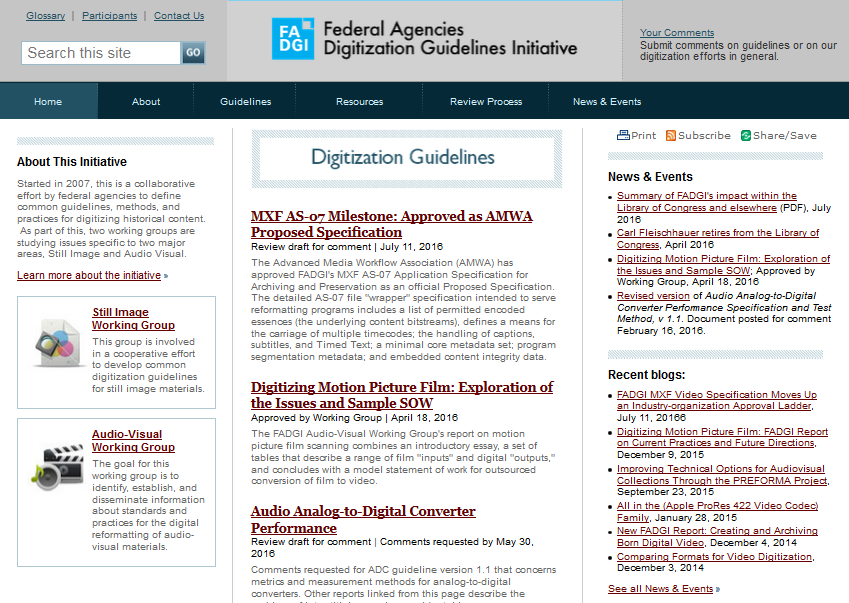 Glossary | Participants | Contact Us
Search this site GO
FADGI
Federal Agencies
Digitization Guidelines Initiative
Your Comments
Submit comments on guidelines or on our
digitization efforts in general.
Home About Guidelines Resources Review Process News & Events
About This Initiative
Started in 2007, this is a collaborative
effort by federal agencies to define
common guidelines, methods, and
practices for digitizing historical content.
As part of this, two working groups are
studying issues specific to two major
areas, Still Image and Audio Visual.
Learn more about the initiative »
Still Image
Working Group
This group is involved
in a cooperative effort
to develop common
digitization guidelines
for still image materials.
Audio-Visual
Working Group
The goal for this
working group is to
identify, establish, and
disseminate information
about standards and
practices for the digital
reformatting of audio-
visual materials.
Digitization Guidelines
MXF AS-07 Milestone: Approved as AMWA
Proposed Specification
Review draft for comment | July 11, 2016
The Advanced Media Workflow Association (AMWA) has
approved FADGI's MXF AS-07 Application Specification for
Archiving and Preservation as an official Proposed Specification.
The detailed AS-07 file "wrapper" specification intended to serve
reformatting programs includes a list of permitted encoded
essences (the underlying content bitstreams), defines a means for
the carriage of multiple timecodes; the handling of captions,
subtitles, and Timed Text; a minimal core metadata set; program
segmentation metadata; and embedded content integrity data.
Digitizing Motion Picture Film: Exploration of
the Issues and Sample SOW
Approved by Working Group | April 18, 2016
The FADGI Audio-Visual Working Group's report on motion
picture film scanning combines an introductory essay, a set of
tables that describe a range of film "inputs" and digital "outputs,"
and concludes with a model statement of work for outsourced
conversion of film to video.
Audio Analog-to-Digital Converter
Performance
Review draft for comment | Comments requested by May 30,
2016
Comments requested for ADC guideline version 1.1 that concerns
metrics and measurement methods for analog-to-digital
converters. Other reports linked from this page describe the
Print Subscribe Share/Save
News & Events
Summary of FADGI's impact within the
Library of Congress and elsewhere (PDF), July
2016
Carl Fleischhauer retires from the Library of
Congress, April 2016
Digitizing Motion Picture Film: Exploration of
the Issues and Sample SOW; Approved by
Working Group, April 18, 2016
Revised version of Audio Analog-to-Digital
Converter Perfomance Specification and Test
Method, v 1.1. Document posted for comment
February 16, 2016.
Recent blogs:
FADGI MXF Video Specification Moves Up
an Industry-organization Approval Ladder,
July 11, 20166
Digitizing Motion Picture Film: FADGI Report
on Current Practices and Future Directions,
December 9, 2015
Improving Technical Options for Audiovisual
Collections Through the PREFORMA Project,
September 23, 2015
All in the (Apple ProRes 422 Video Codec)
Family, January 28, 2015
New FADGI Report: Creating and Archiving
Born Digital Video, December 4, 2014
Comparing Formats for Video Digitization,
December 3, 2014
See all News & Events »